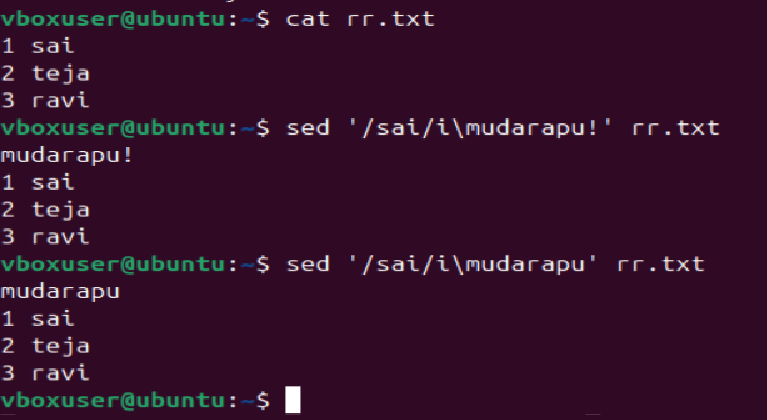 vboxuser@ubuntu:~$ cat rr.txt
1 sai
2 teja
3 ravi
vboxuser@ubuntu:~$ sed '/sai/i\mudarapu!' rr.txt
mudarapu!
1 sai
2 teja
3 ravi
vboxuser@ubuntu:~$ sed '/sai/i\mudarapu' rr.txt
mudarapu
1 sai
2 teja
3 ravi
vboxuser@ubuntu:~$